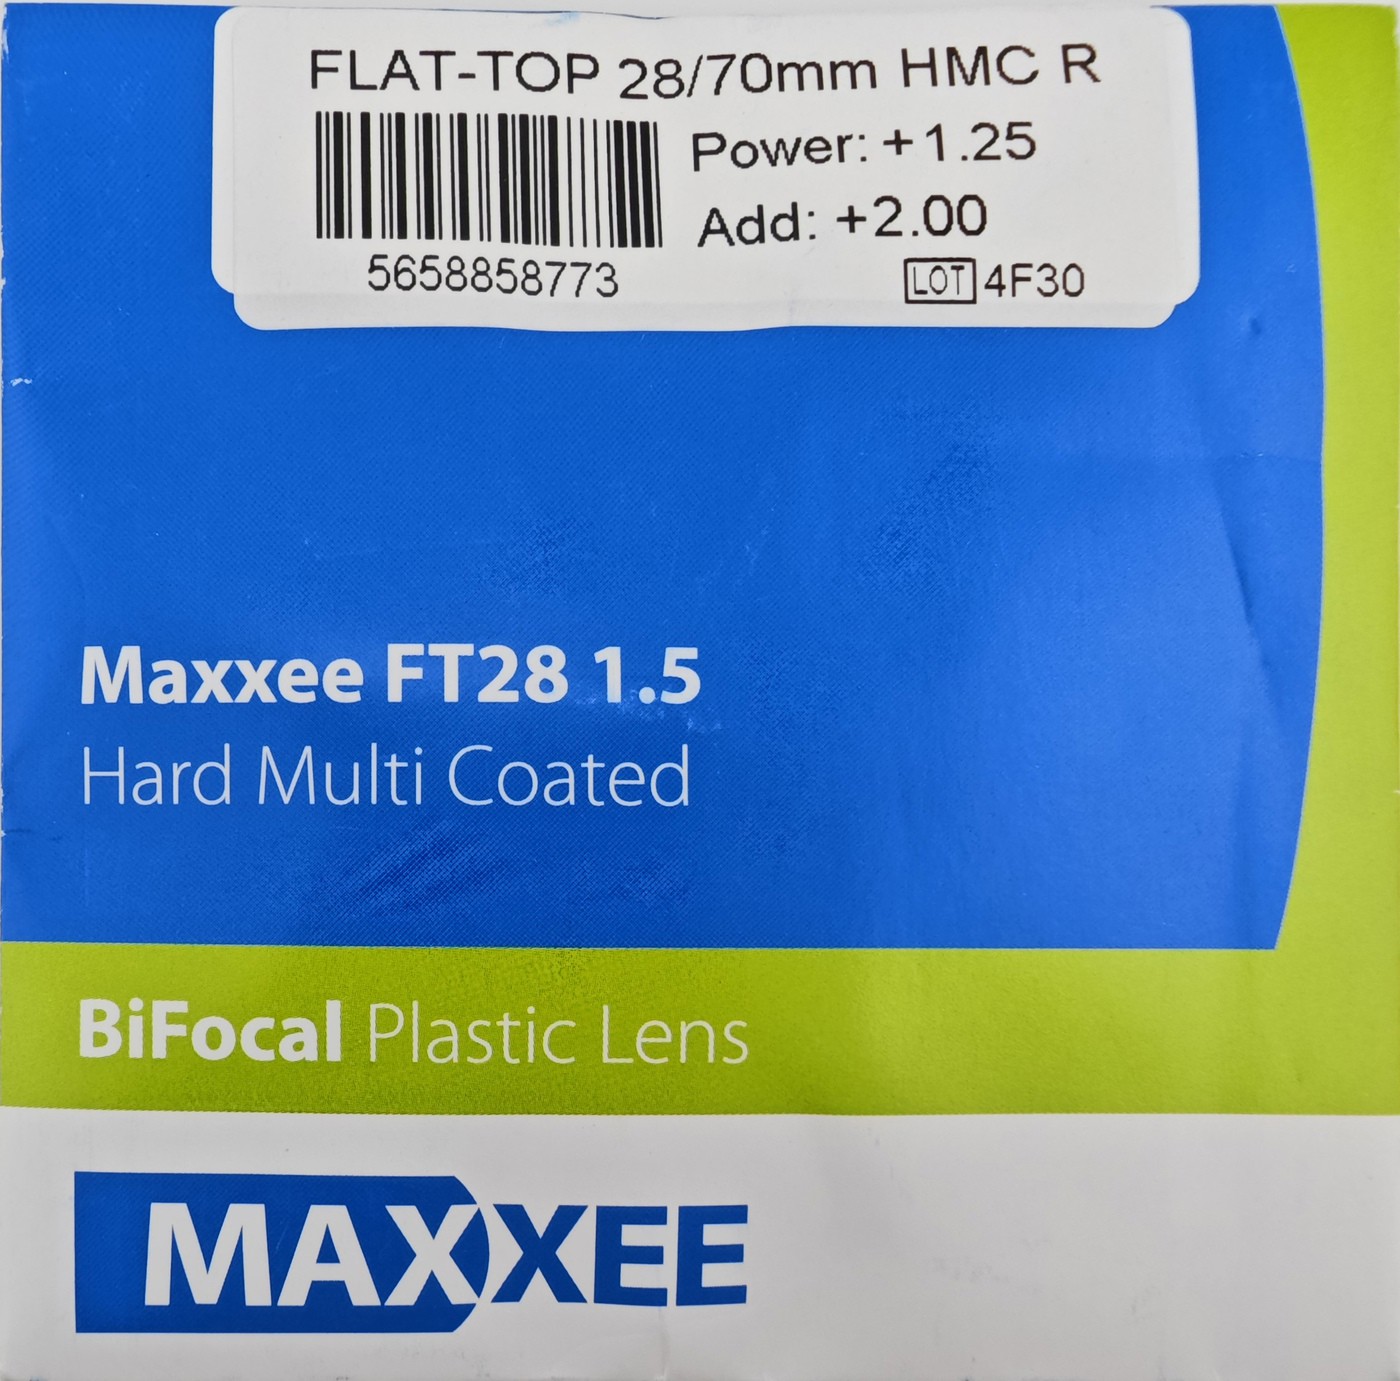 FLAT-TOP 28/70mm HMC R
Power: +1.25
Add: +2.00
5658858773
LOT 4F30
Maxxee FT28 1.5
Hard Multi Coated
BiFocal Plastic Lens
MAXXEE